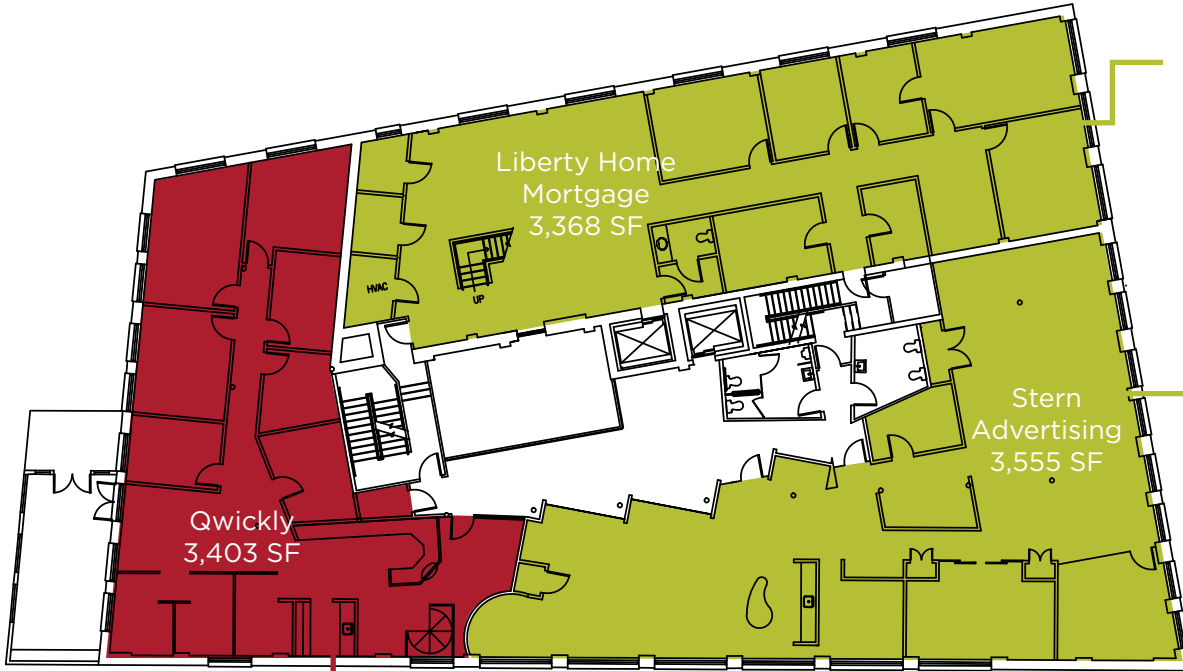 Liberty Home
Mortgage
3,368 SF
HVAC
UP
Stern
Advertising
3,555 SF
Qwickly
3,403 SF